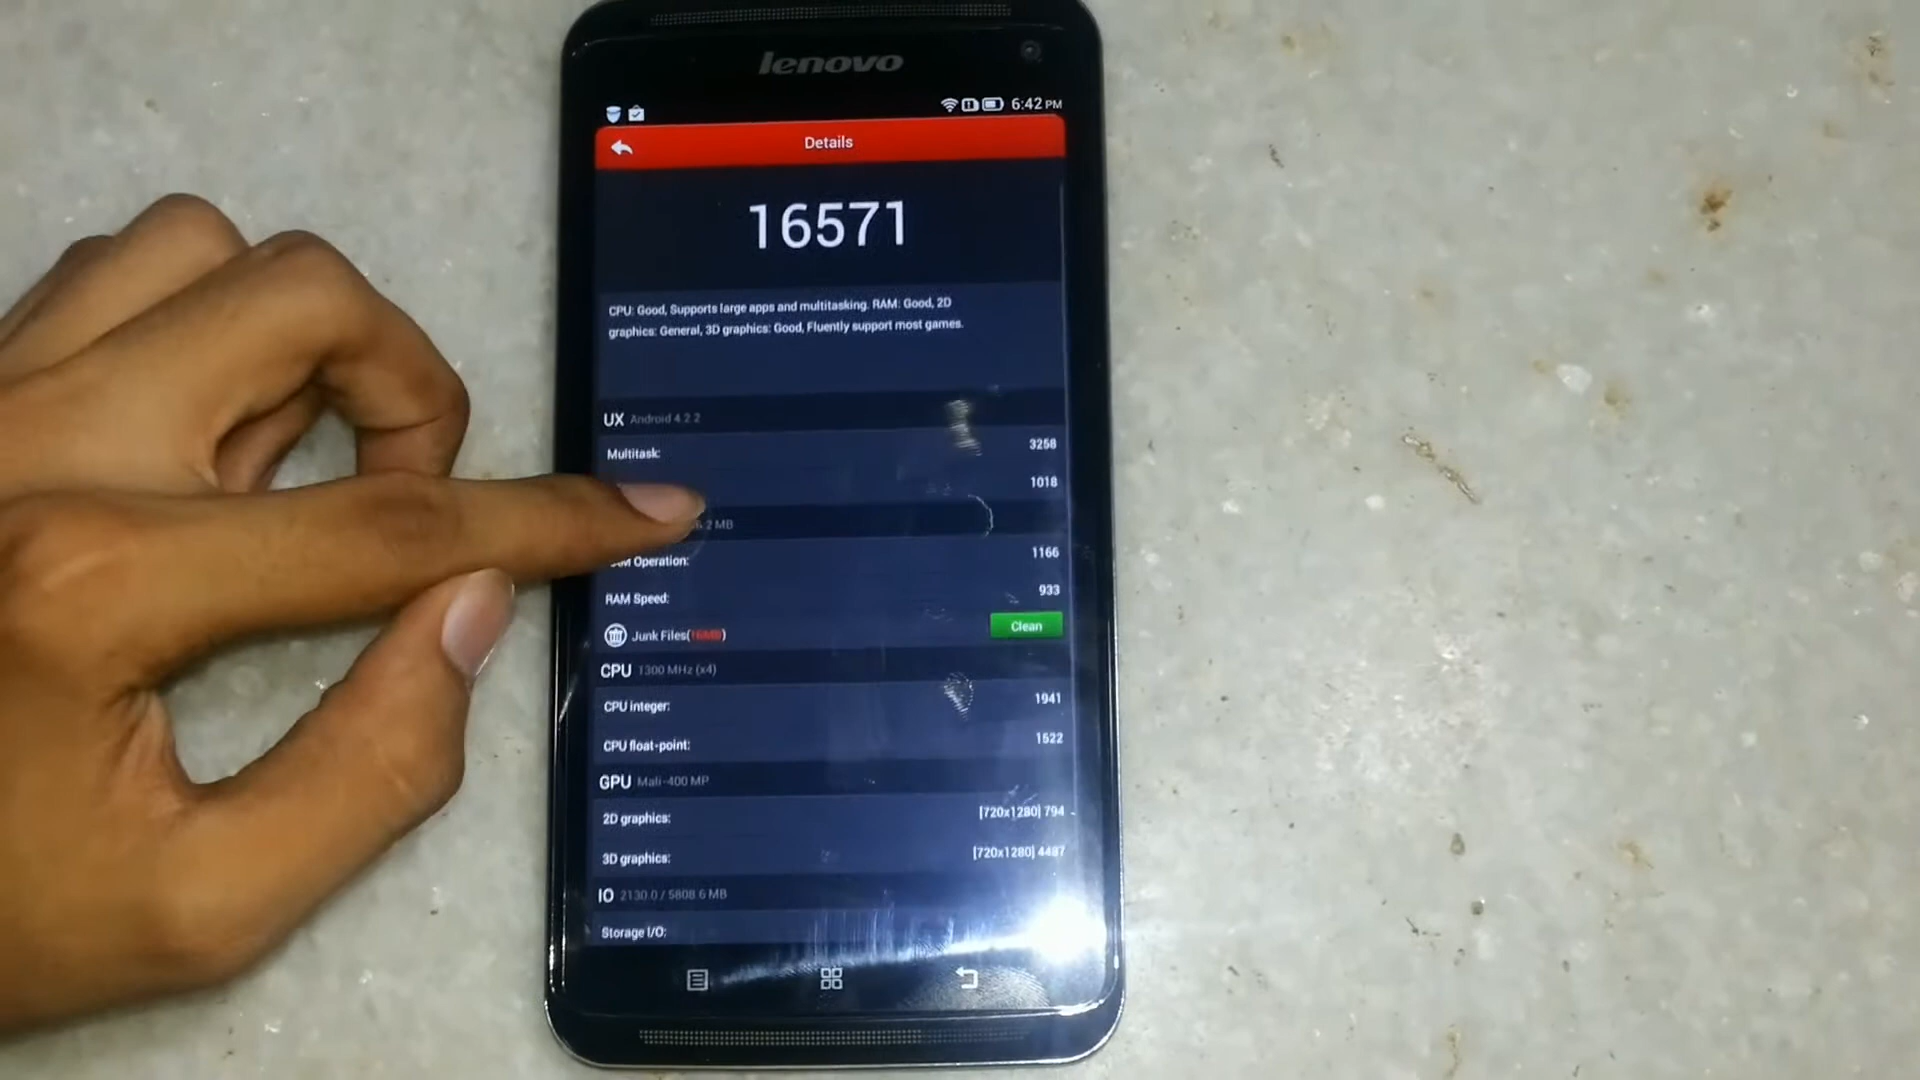 lenovo
6:42 PM
Details
16571
CPU: Good, Supports large apps and multitasking. RAM: Good, 2D
graphics: General, 3D graphics: Good, Fluently support most games.
UX Android 4.2.2
Multitask: 3258
1018
2 MB
Operation: 1166
RAM Speed: 933
Junk Files( ) Clean
CPU 1300 MHz (x4)
CPU integer: 1941
CPU float-point: 1522
GPU Mali-400 MP
2D graphics: [720x1280] 794
3D graphics: [720x1280] 4487
IO 2130.0 / 5808.6 MB
Storage I/O: